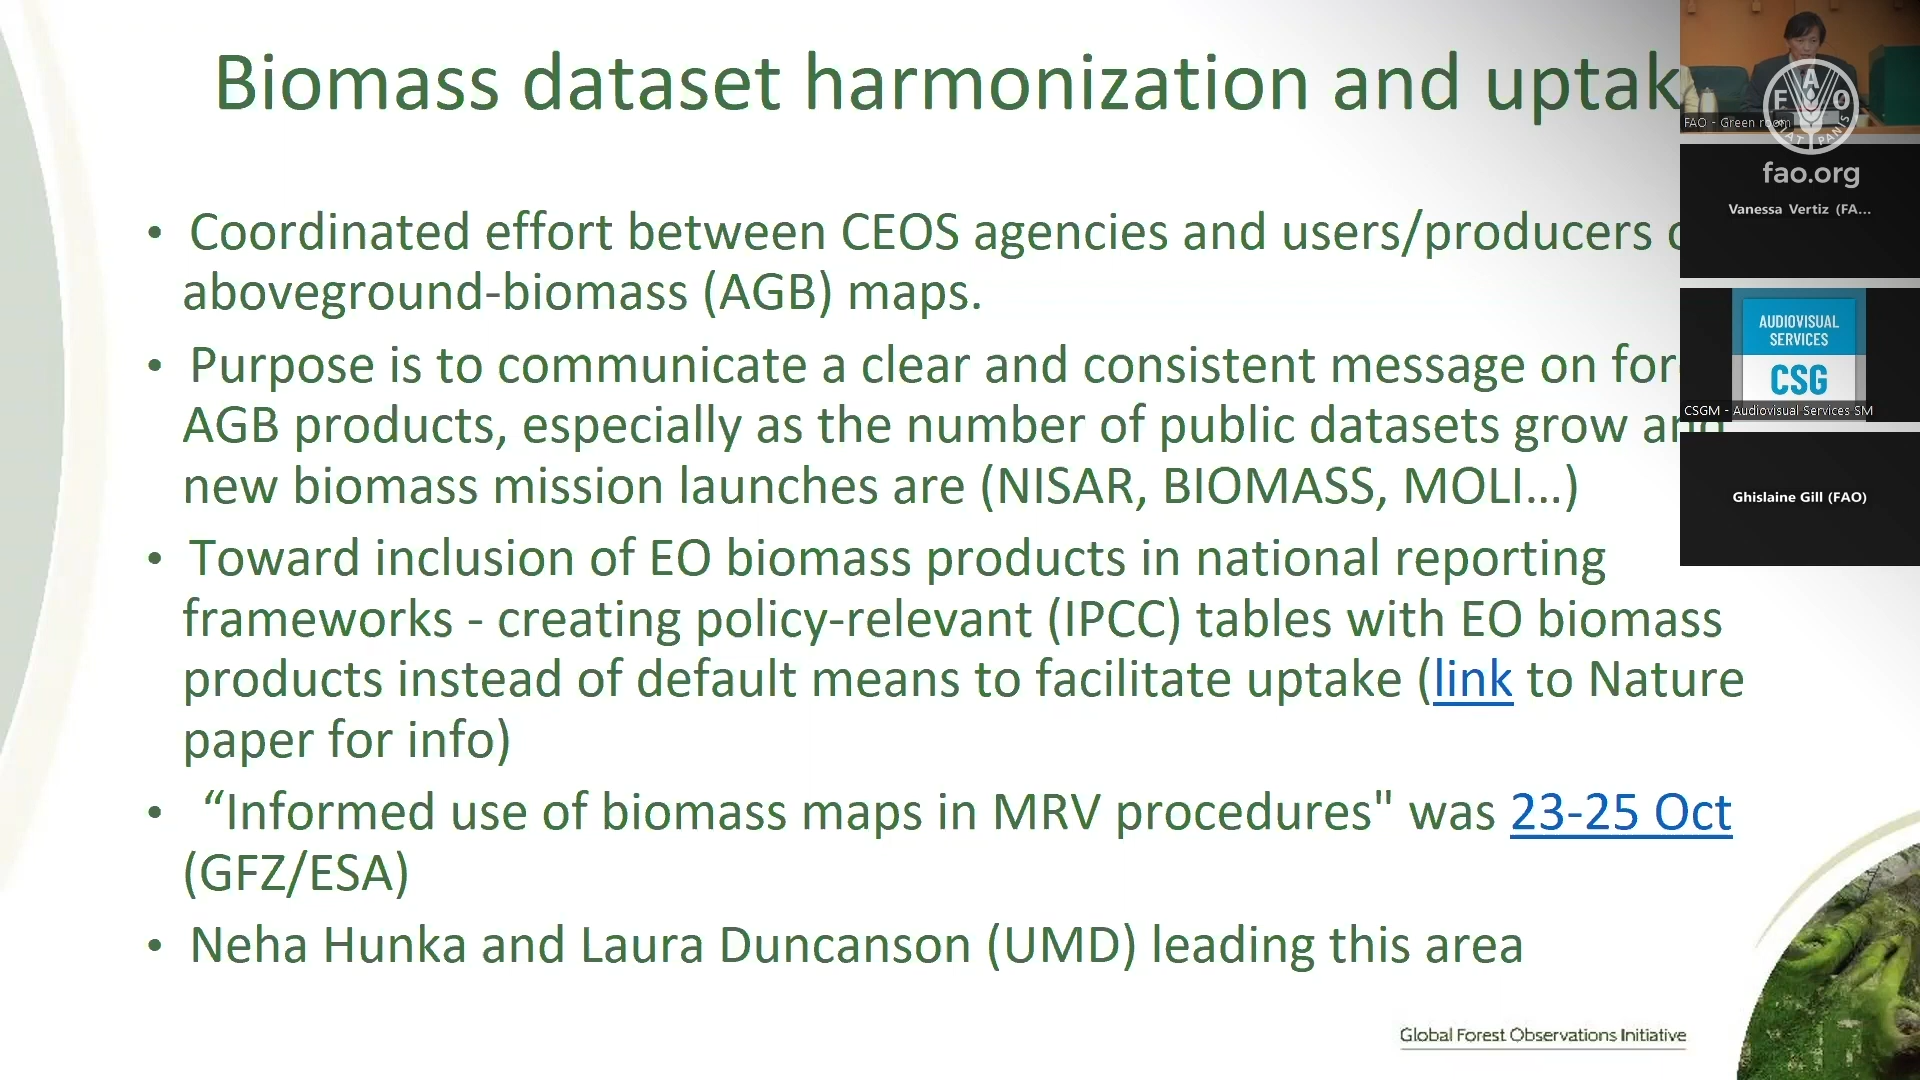 Biomass dataset harmonization and uptak
• Coordinated effort between CEOS agencies and users/producers
aboveground-biomass (AGB) maps.
• Purpose is to communicate a clear and consistent message on for
AGB products, especially as the number of public datasets grow and
new biomass mission launches are (NISAR, BIOMASS, MOLI...)
• Toward inclusion of EO biomass products in national reporting
frameworks - creating policy-relevant (IPCC) tables with EO biomass
products instead of default means to facilitate uptake (link to Nature
paper for info)
• “Informed use of biomass maps in MRV procedures" was 23-25 Oct
(GFZ/ESA)
• Neha Hunka and Laura Duncanson (UMD) leading this area
Global Forest Observations Initiative
FAO - Green room
F A O
FIAT PANIS
fao.org
Vanessa Vertiz (FA...
AUDIOVISUAL
SERVICES
CSG
CSGM - Audiovisual Services SM
Ghislaine Gill (FAO)